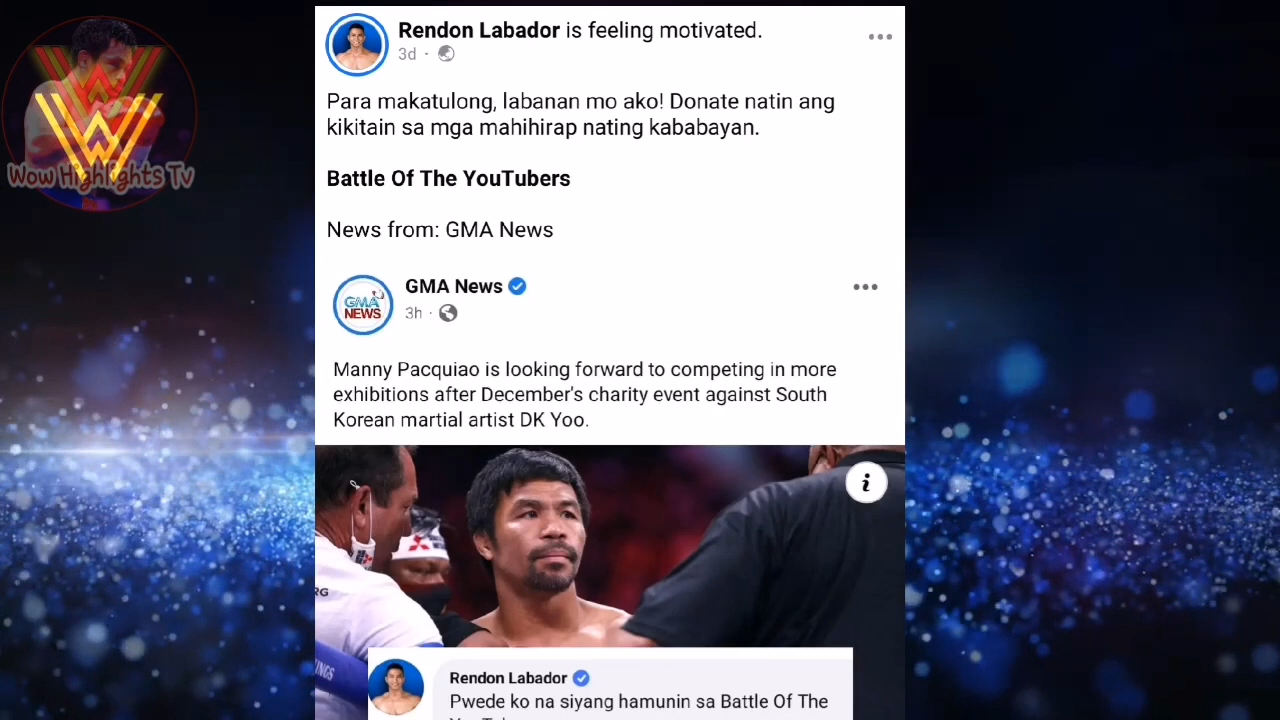 Wow Highlights Tv
Rendon Labador is feeling motivated.
3d ·
Para makatulong, labanan mo ako! Donate natin ang
kikitain sa mga mahihirap nating kababayan.
Battle Of The YouTubers
News from: GMA News
GMA News
GMA
NEWS
3h ·
Manny Pacquiao is looking forward to competing in more
exhibitions after December's charity event against South
Korean martial artist DK Yoo.
i
RG
Rendon Labador
Pwede ko na siyang hamunin sa Battle Of The